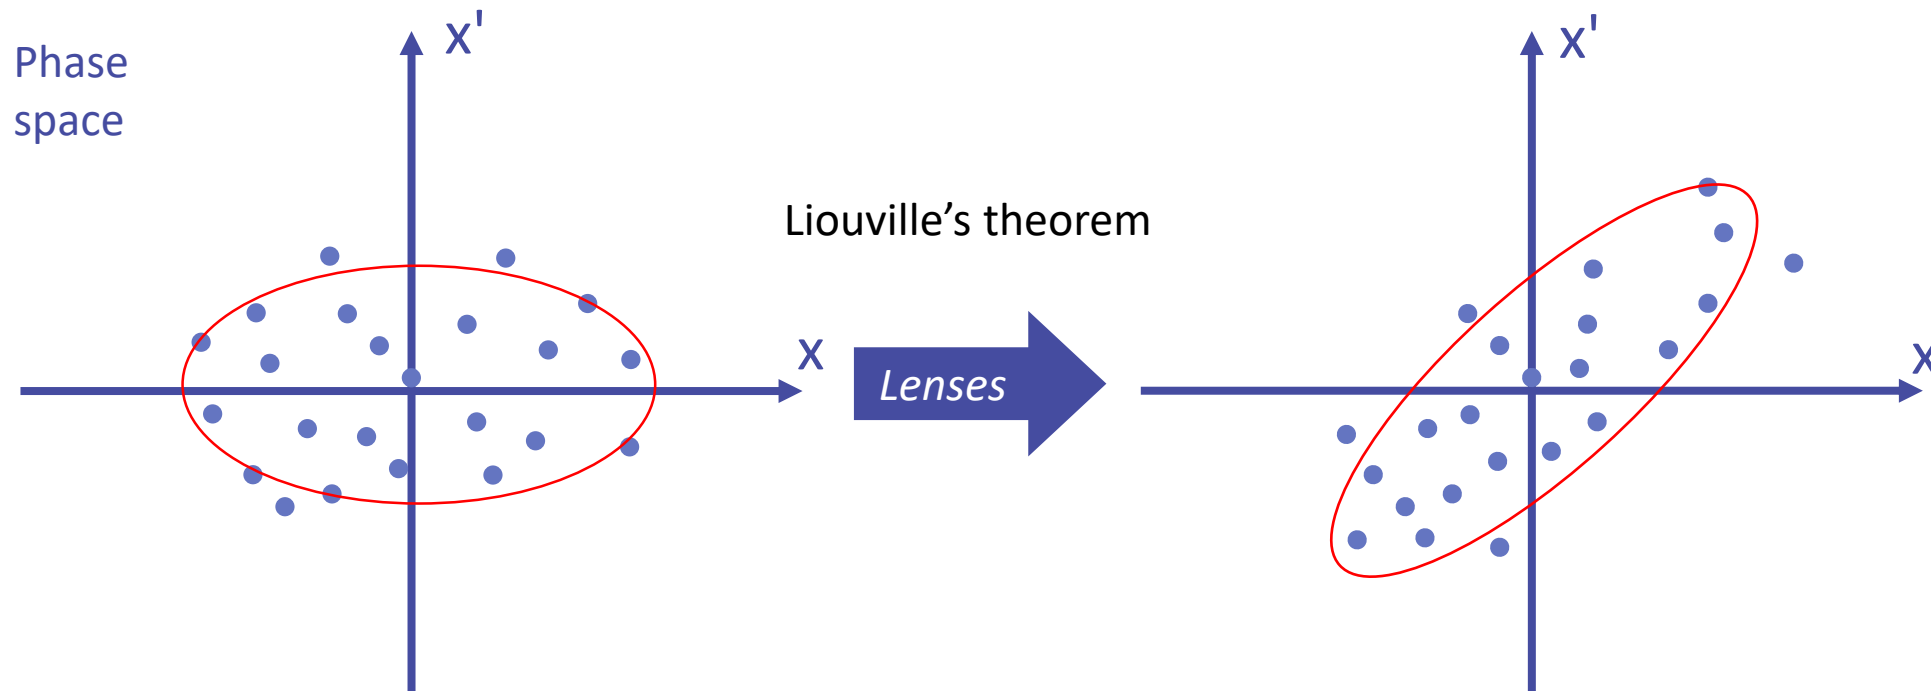 Phase
space
x'
x
Liouville’s theorem
Lenses
x'
x